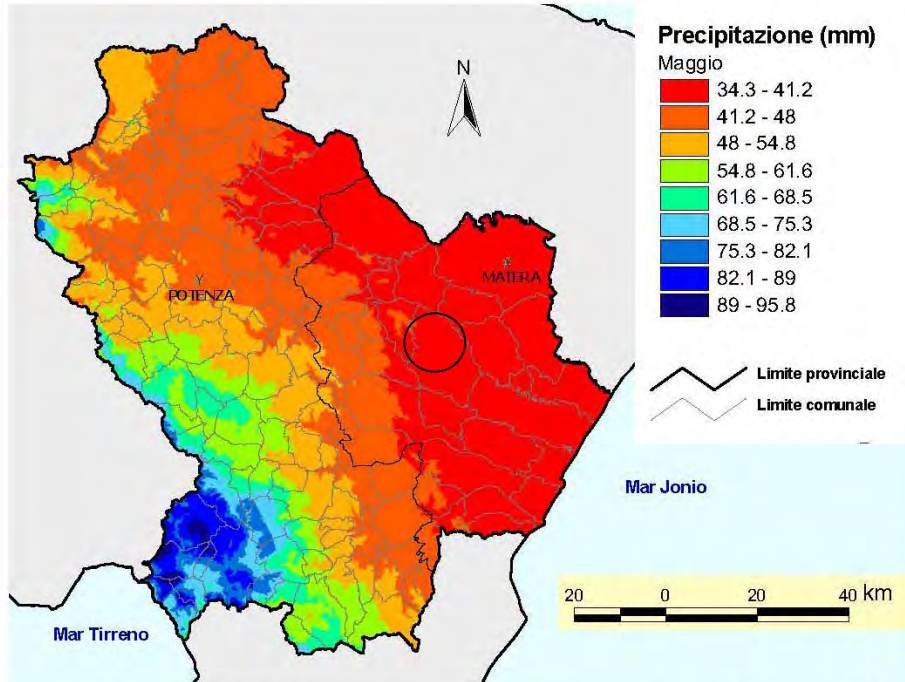 Precipitazione (mm)
Maggio
34.3 - 41.2
41.2 - 48
48 - 54.8
54.8 - 61.6
61.6 - 68.5
68.5 - 75.3
75.3 - 82.1
82.1 - 89
89 - 95.8
Limite provinciale
Limite comunale
N
MATERA
POTENZA
Mar Jonio
Mar Tirreno
20 0 20 40 km